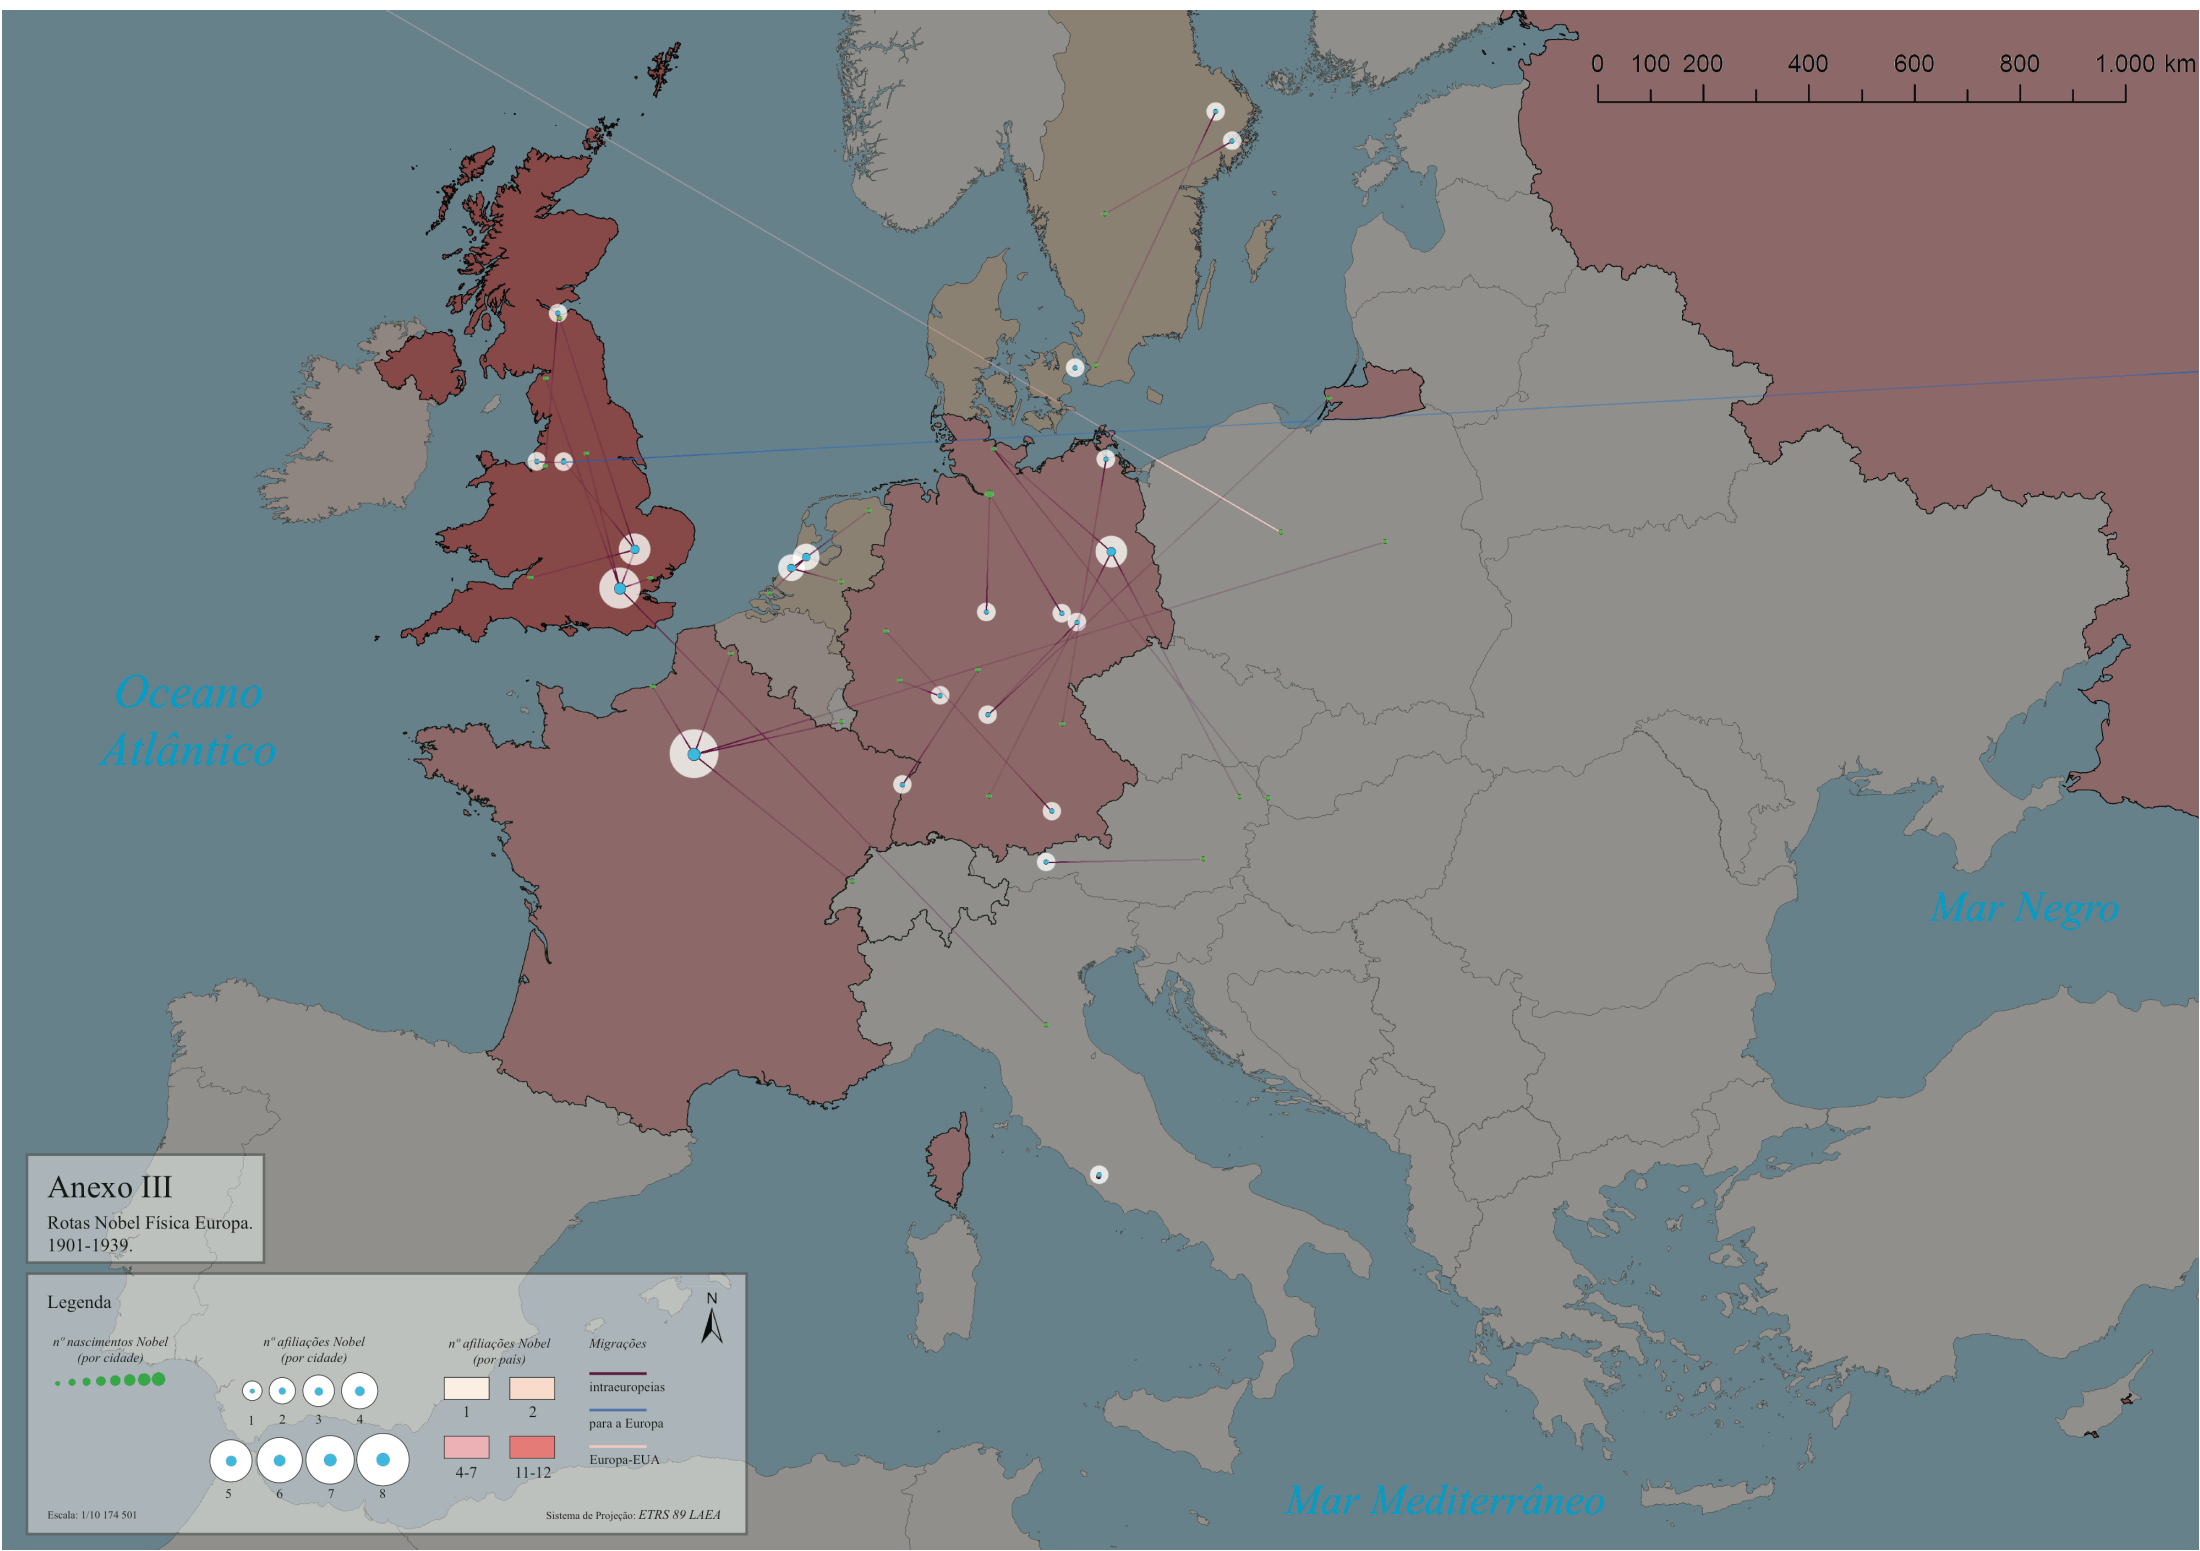 0 100 200 400 600 800 1.000 km
Oceano
Atlântico
Mar Negro
Mar Mediterrâneo
Anexo III
Rotas Nobel Física Europa.
1901-1939.
Legenda
N
nº nascimentos Nobel
(por cidade)
nº afiliações Nobel
(por cidade)
1 2 3 4
5 6 7 8
nº afiliações Nobel
(por país)
1 2
4-7 11-12
Migrações
intraeuropeias
para a Europa
Europa-EUA
Escala: 1/10 174 501
Sistema de Projeção: ETRS 89 LAEA